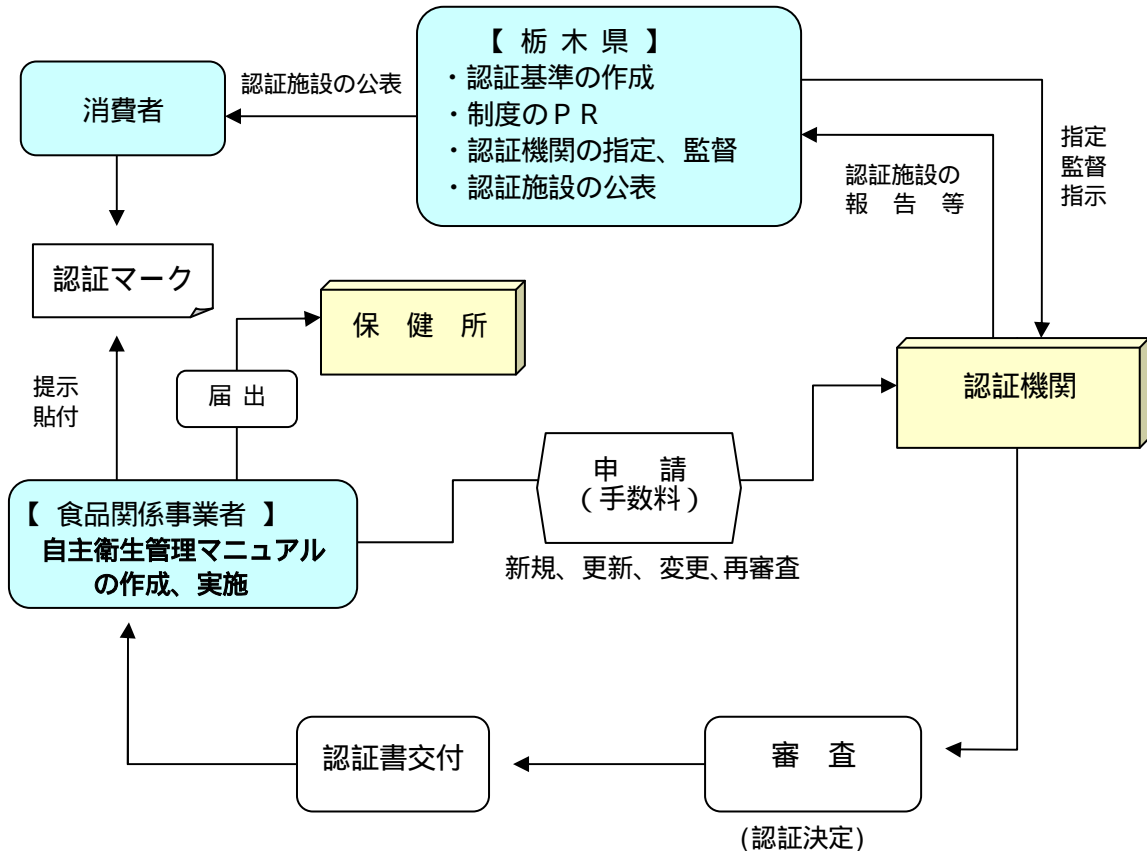 【 栃 木 県 】
・認証基準の作成
・制度のＰＲ
・認証機関の指定、監督
・認証施設の公表
認証施設の公表
消費者
指定
監督
指示
認証施設の
報 告 等
認証マーク
保 健 所
提示
貼付
届 出
認証機関
申 請
（手数料）
新規、更新、変更、再審査
【 食品関係事業者 】
自主衛生管理マニュアル
の作成、実施
認証書交付
審 査
(認証決定)